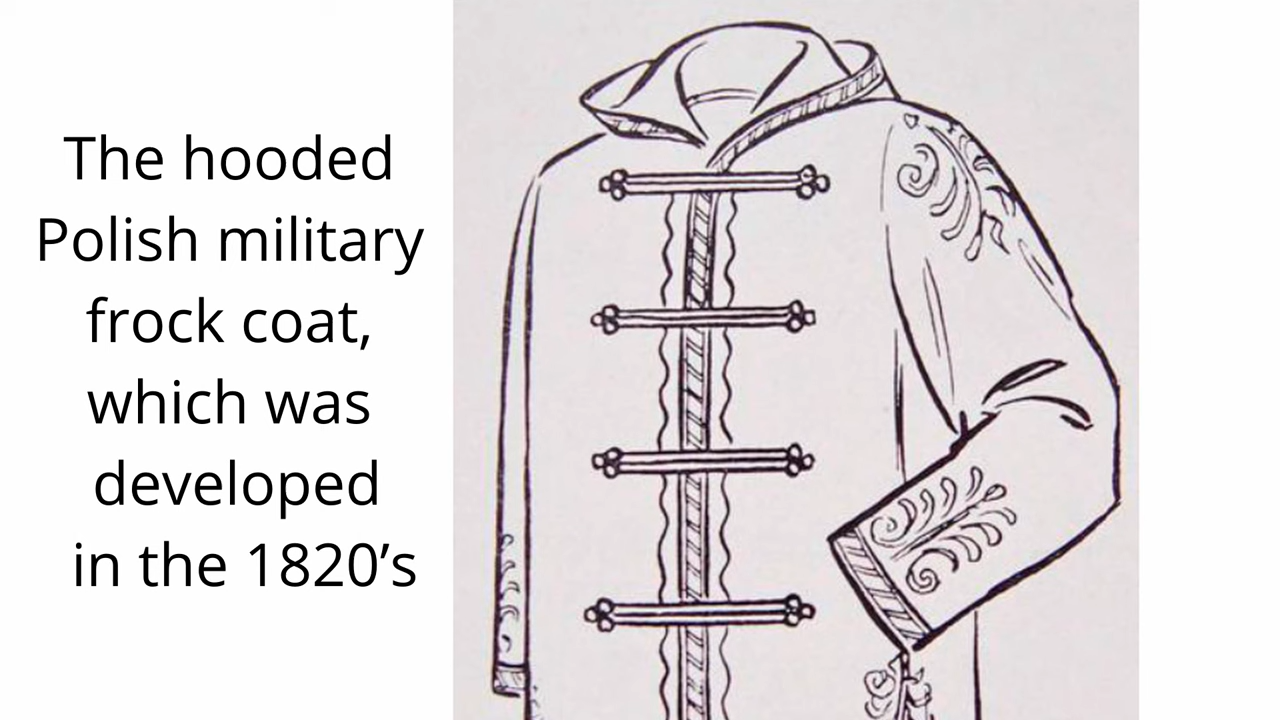 The hooded
Polish military
frock coat,
which was
developed
in the 1820’s